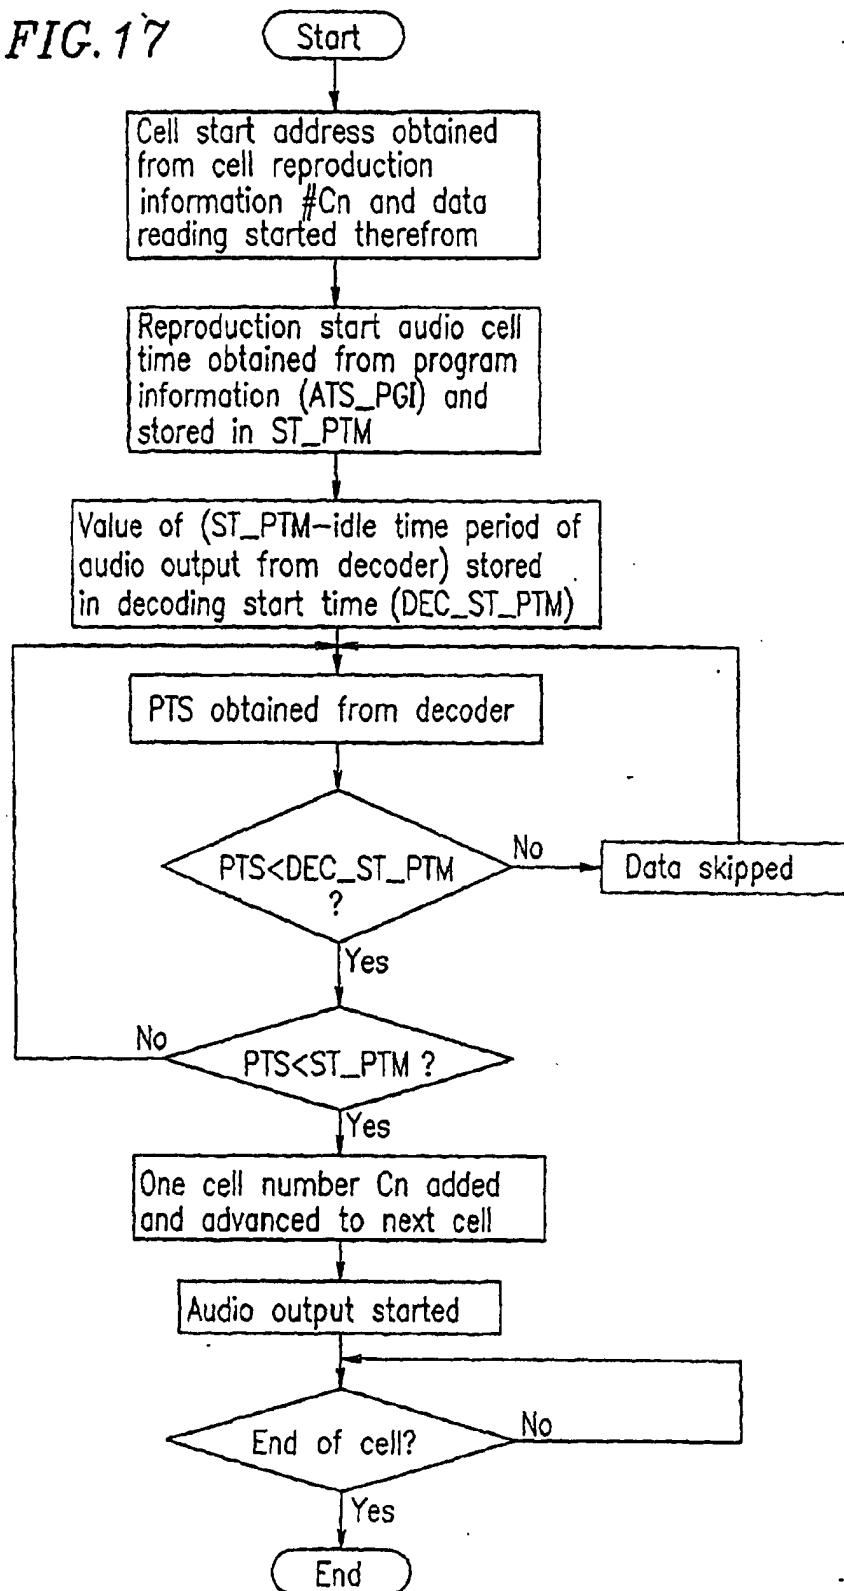 FIG. 17
Start
Cell start address obtained
from cell reproduction
information #Cn and data
reading started therefrom
Reproduction start audio cell
time obtained from program
information (ATS_PGI) and
stored in ST_PTM
Value of (ST_PTM-idle time period of
audio output from decoder) stored
in decoding start time (DEC_ST_PTM)
PTS obtained from decoder
PTS<DEC_ST_PTM
?
No
Data skipped
Yes
No
PTS<ST_PTM ?
Yes
One cell number Cn added
and advanced to next cell
Audio output started
End of cell?
No
Yes
End